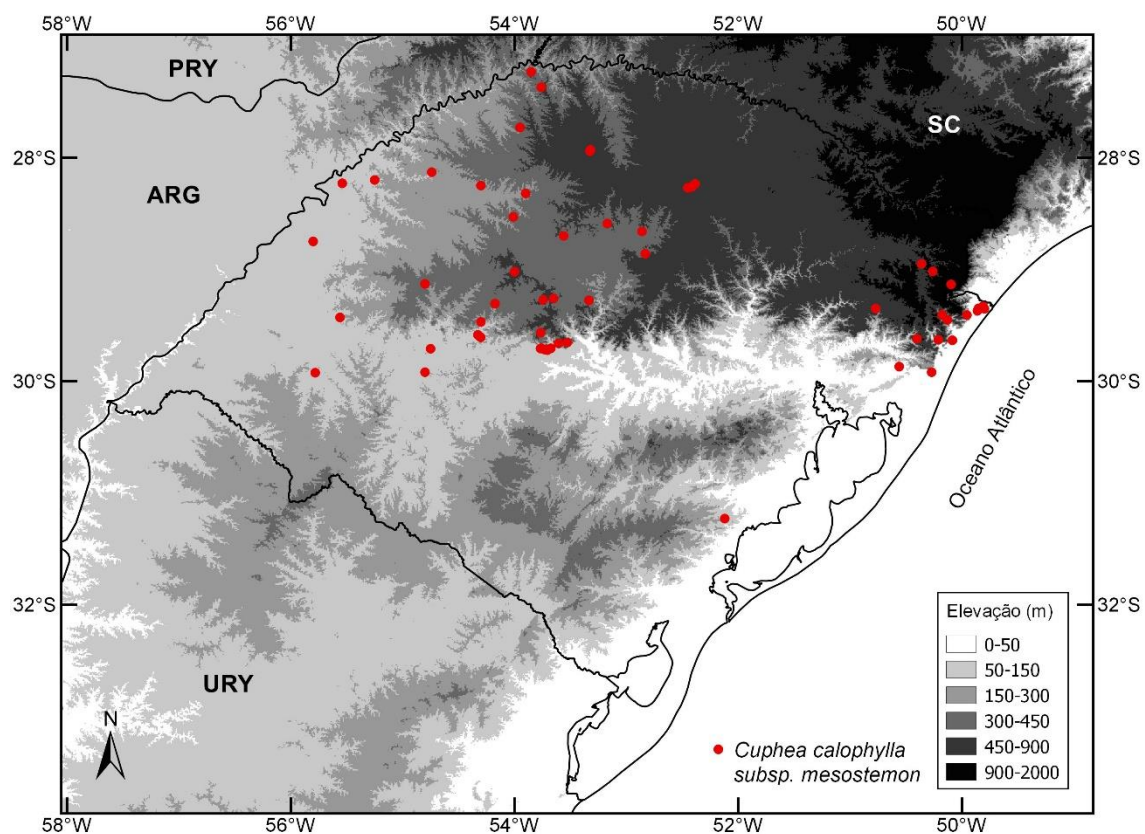 58°W 56°W 54°W 52°W 50°W
PRY
SC
28°S 28°S
ARG
30°S 30°S
Oceano Atlântico
32°S 32°S
URY
N
Elevação (m)
0-50
50-150
150-300
300-450
450-900
900-2000
Cuphea calophylla
subsp. mesostemon
58°W 56°W 54°W 52°W 50°W